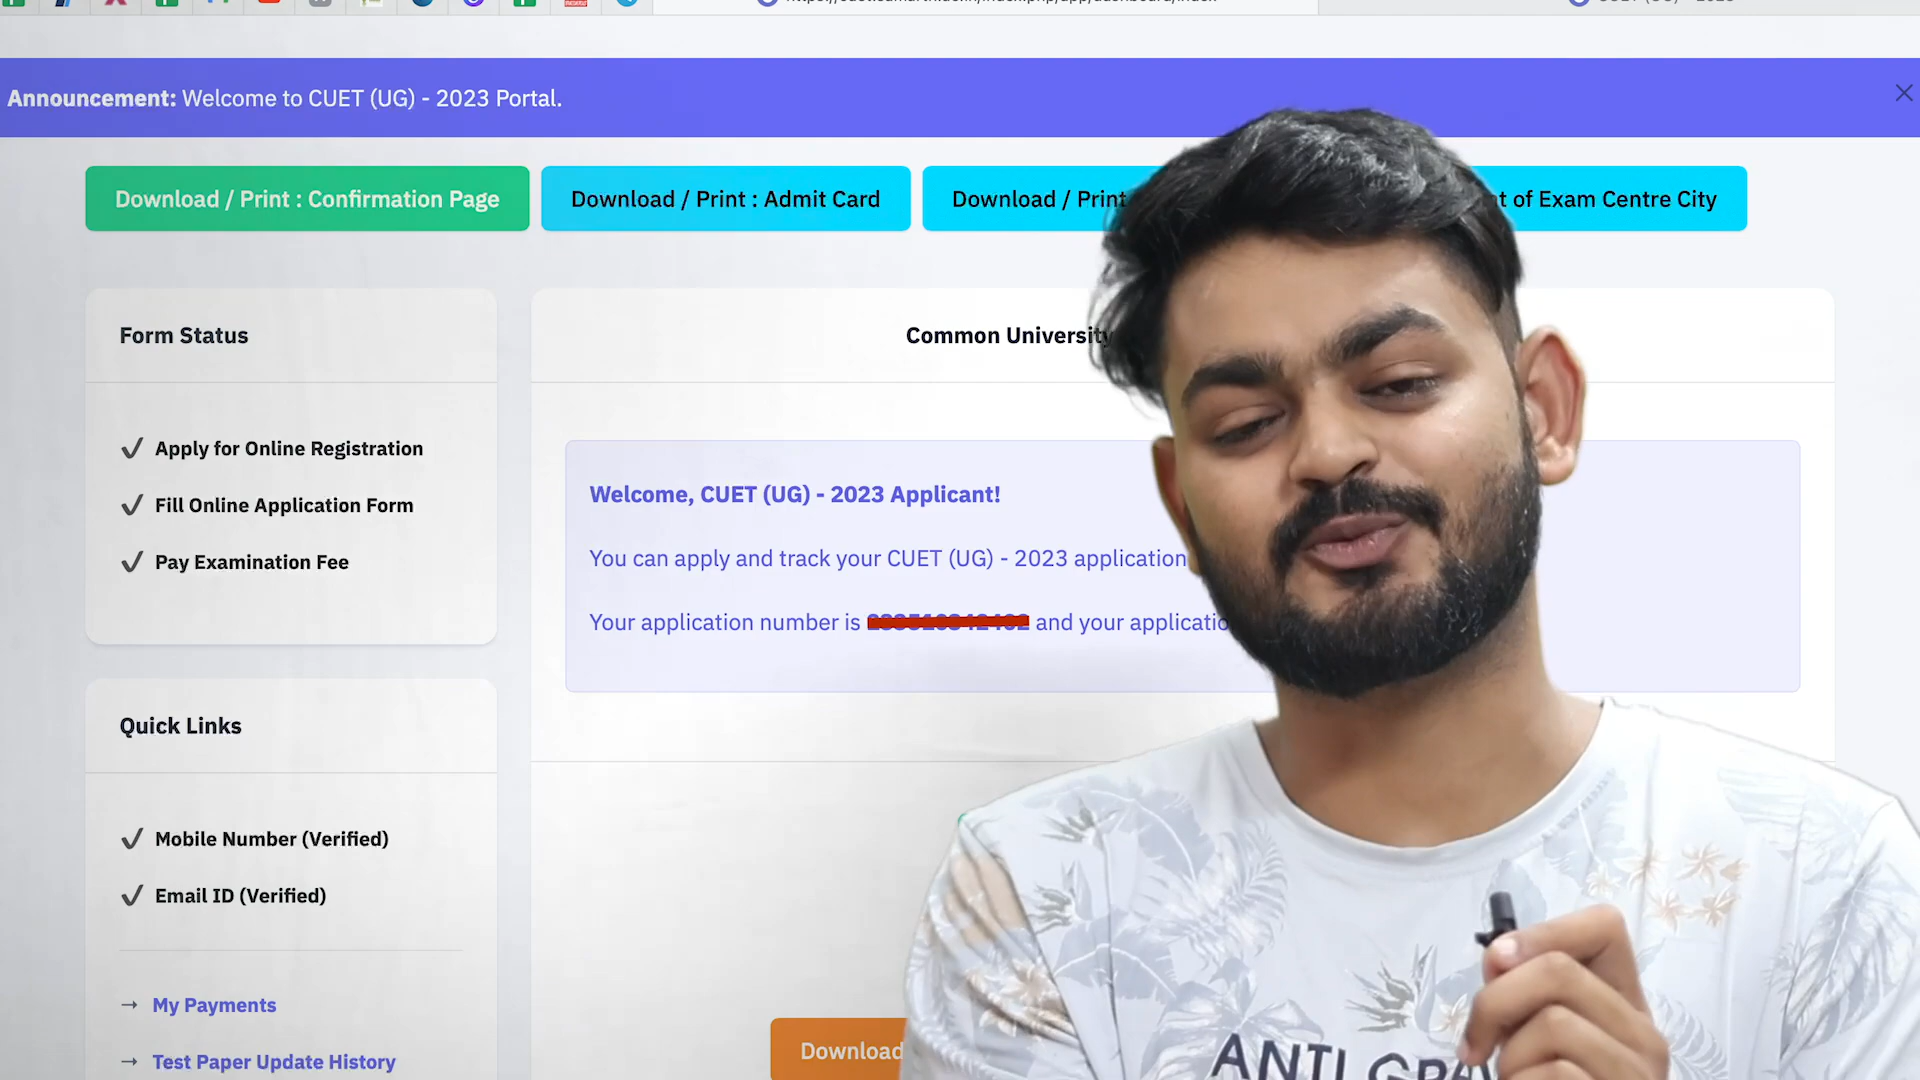 Announcement: Welcome to CUET (UG) - 2023 Portal.
Download / Print : Confirmation Page
Download / Print : Admit Card
Download / Print
of Exam Centre City
Form Status
Apply for Online Registration
Fill Online Application Form
Pay Examination Fee
Common University
Welcome, CUET (UG) - 2023 Applicant!
You can apply and track your CUET (UG) - 2023 application
Your application number is and your applicatio
Quick Links
Mobile Number (Verified)
Email ID (Verified)
→ My Payments
→ Test Paper Update History
Download
ANTI GRA